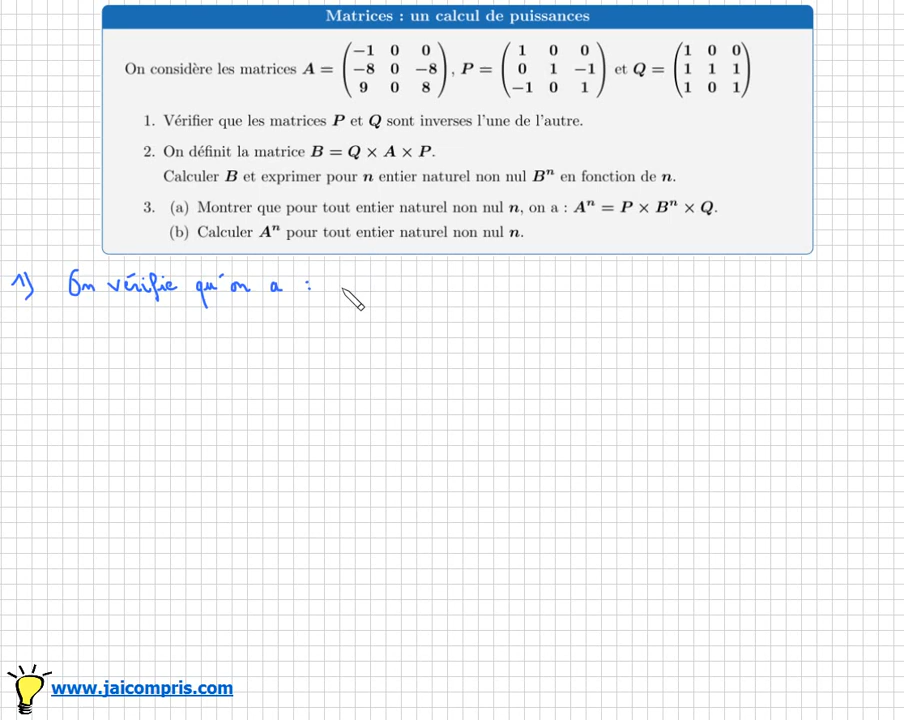 Matrices : un calcul de puissances
On considère les matrices A = (−1 0 0; −8 0 −8; 9 0 8), P = (1 0 0; 0 1 −1; −1 0 1) et Q = (1 0 0; 1 1 1; 1 0 1)
1. Vérifier que les matrices P et Q sont inverses l'une de l'autre.
2. On définit la matrice B = Q × A × P.
Calculer B et exprimer pour n entier naturel non nul Bⁿ en fonction de n.
3. (a) Montrer que pour tout entier naturel non nul n, on a : Aⁿ = P × Bⁿ × Q.
(b) Calculer Aⁿ pour tout entier naturel non nul n.
1) On vérifie qu'on a :
www.jaicompris.com